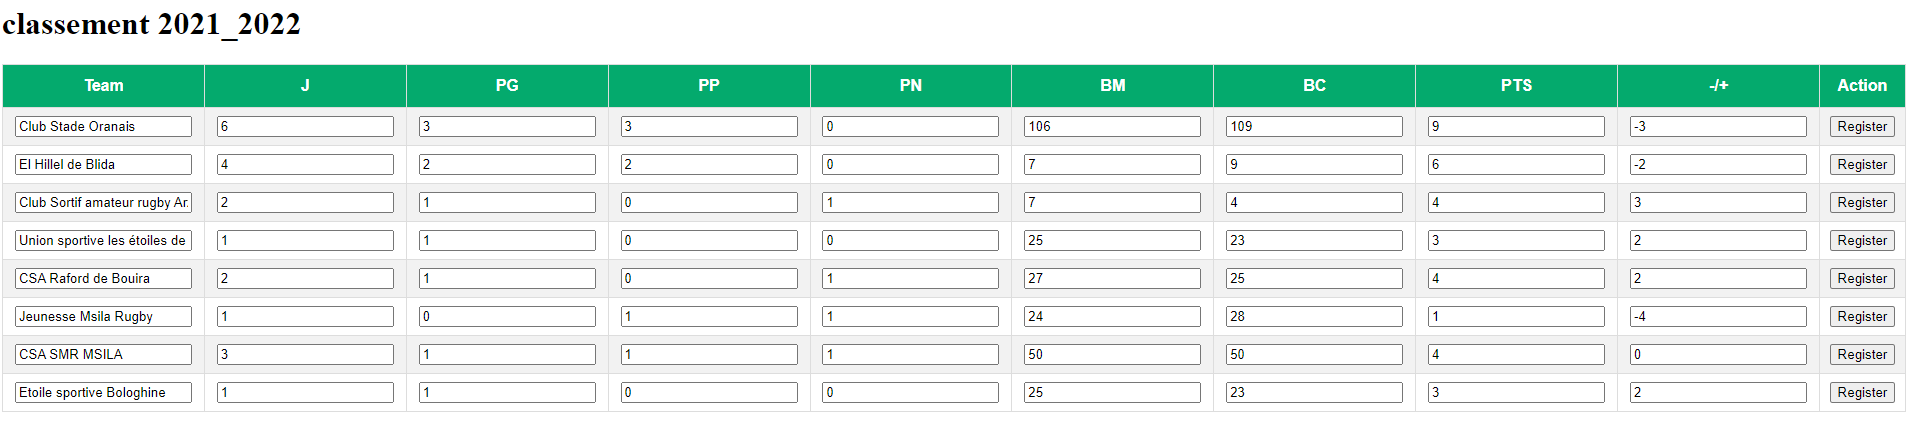 classement 2021_2022
Team J PG PP PN BM BC PTS -/+ Action
Club Stade Oranais 6 3 3 0 106 109 9 -3 Register
El Hillel de Blida 4 2 2 0 7 9 6 -2 Register
Club Sortif amateur rugby Ar. 2 1 0 1 7 4 4 3 Register
Union sportive les étoiles de 1 1 0 0 25 23 3 2 Register
CSA Raford de Bouira 2 1 0 1 27 25 4 2 Register
Jeunesse Msila Rugby 1 0 1 1 24 28 1 -4 Register
CSA SMR MSILA 3 1 1 1 50 50 4 0 Register
Etoile sportive Bologhine 1 1 0 0 25 23 3 2 Register